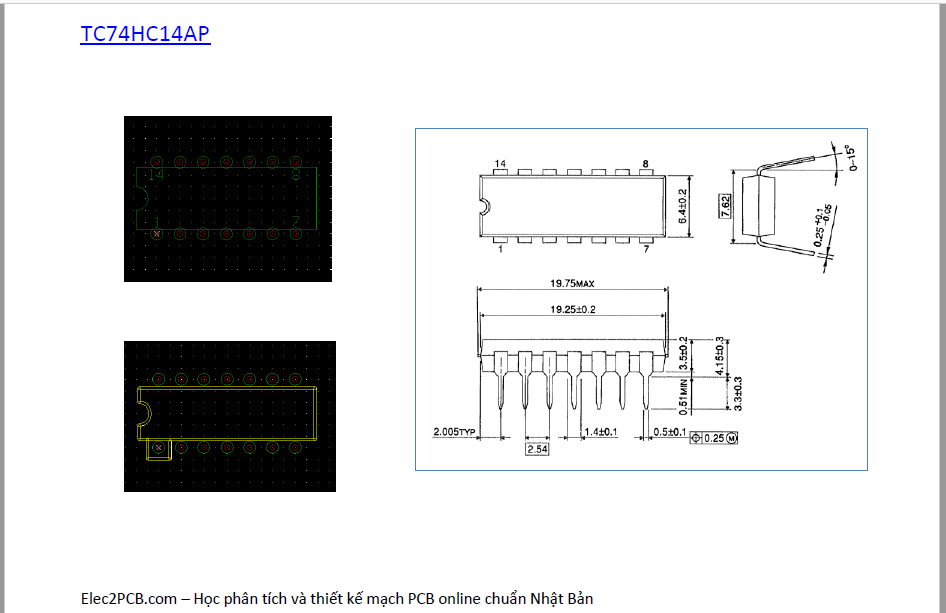 TC74HC14AP
14
8
1
7
14
8
1
7
6.4±0.2
7.62
0~15°
0.25 +0.1 -0.05
19.75MAX
19.25±0.2
3.5±0.2
4.15±0.3
0.51MIN
3.3±0.3
2.005TYP
2.54
1.4±0.1
0.5±0.1
⌖ 0.25 Ⓜ
Elec2PCB.com – Học phân tích và thiết kế mạch PCB online chuẩn Nhật Bản